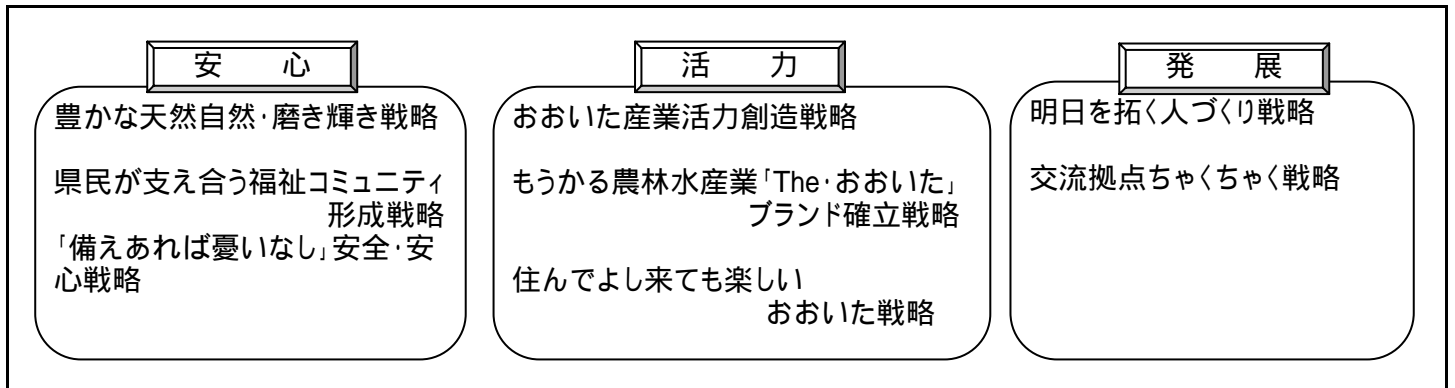 安　心
豊かな天然自然・磨き輝き戦略
県民が支え合う福祉コミュニティ
形成戦略
「備えあれば憂いなし」安全・安
心戦略
活　力
おおいた産業活力創造戦略
もうかる農林水産業「The・おおいた」
ブランド確立戦略
住んでよし来ても楽しい
おおいた戦略
発　展
明日を拓く人づくり戦略
交流拠点ちゃくちゃく戦略